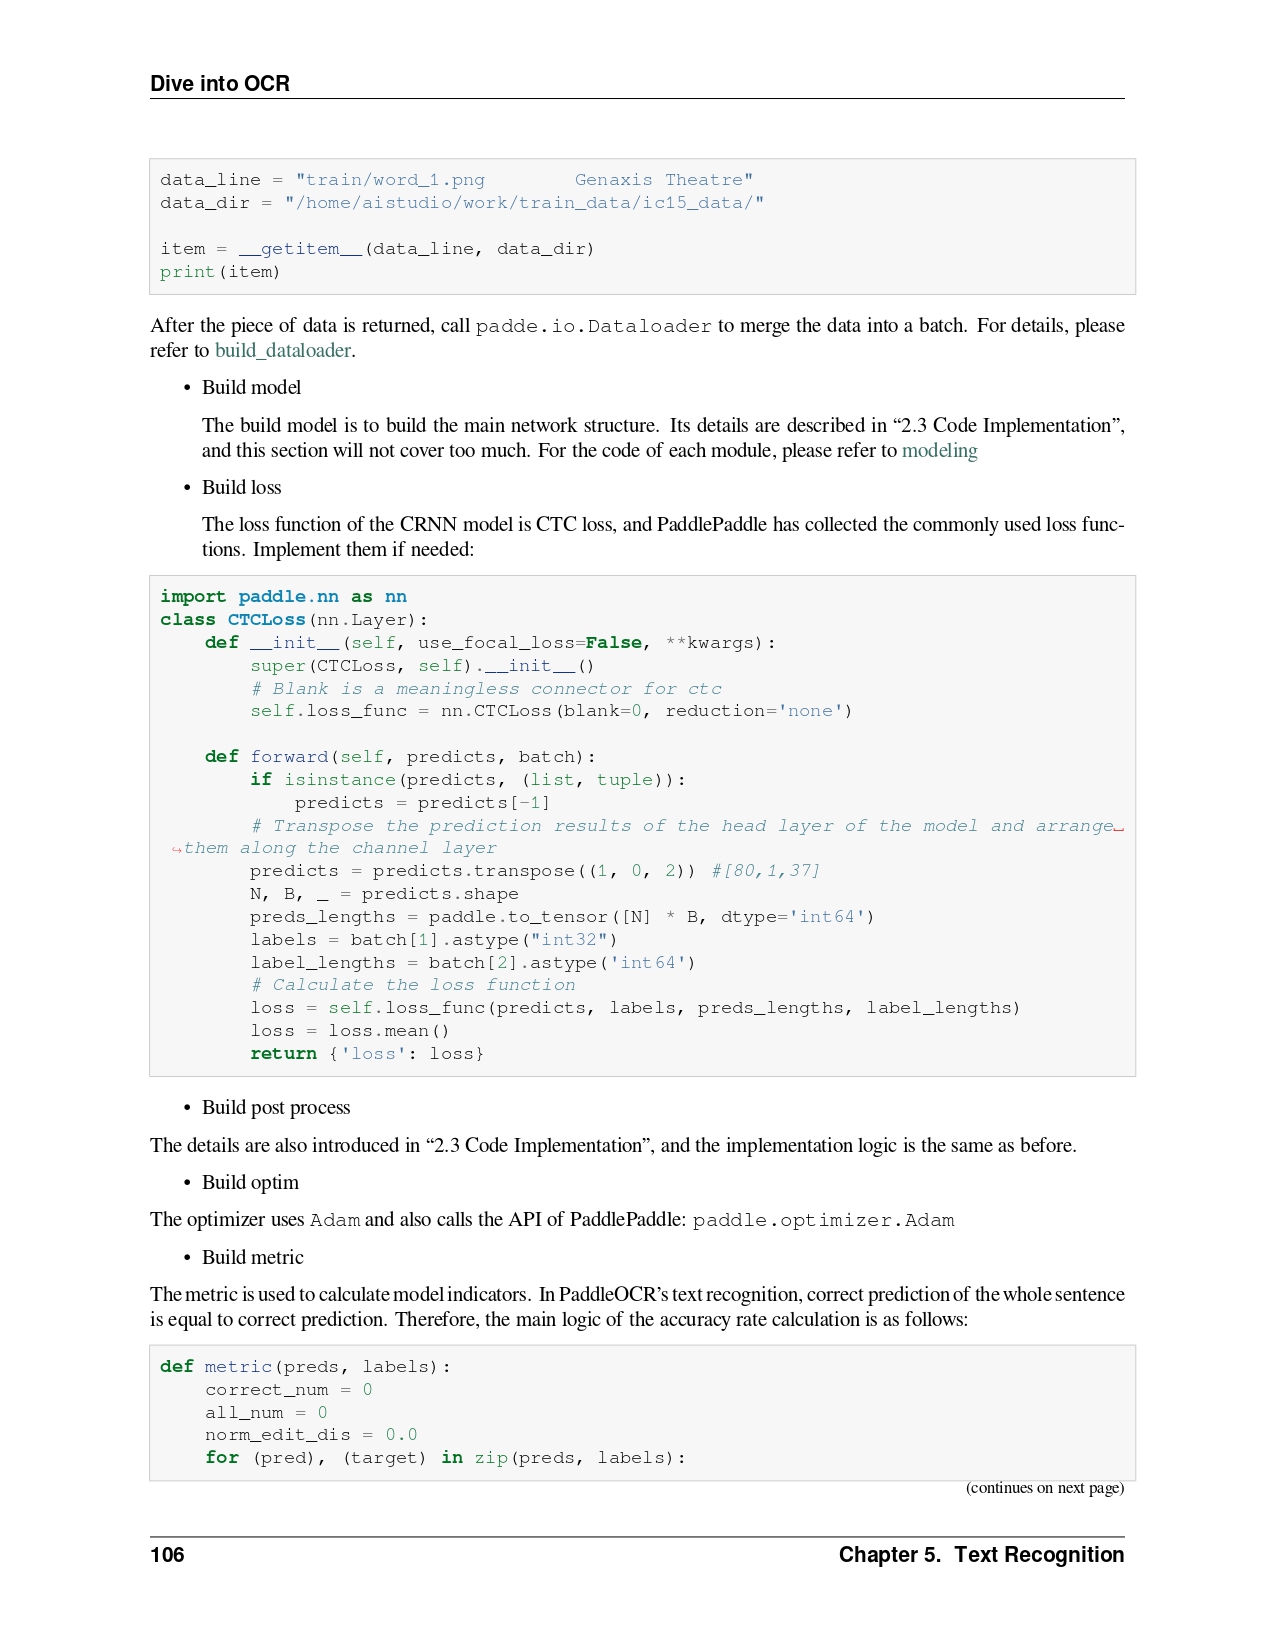 Dive into OCR
data_line = "train/word_1.png        Genaxis Theatre"
data_dir = "/home/aistudio/work/train_data/ic15_data/"

item = __getitem__(data_line, data_dir)
print(item)
After the piece of data is returned, call padde.io.Dataloader to merge the data into a batch. For details, please
refer to build_dataloader.
• Build model
The build model is to build the main network structure. Its details are described in “2.3 Code Implementation”,
and this section will not cover too much. For the code of each module, please refer to modeling
• Build loss
The loss function of the CRNN model is CTC loss, and PaddlePaddle has collected the commonly used loss func-
tions. Implement them if needed:
import paddle.nn as nn
class CTCLoss(nn.Layer):
    def __init__(self, use_focal_loss=False, **kwargs):
        super(CTCLoss, self).__init__()
        # Blank is a meaningless connector for ctc
        self.loss_func = nn.CTCLoss(blank=0, reduction='none')

    def forward(self, predicts, batch):
        if isinstance(predicts, (list, tuple)):
            predicts = predicts[-1]
        # Transpose the prediction results of the head layer of the model and arrange␣
 ↪them along the channel layer
        predicts = predicts.transpose((1, 0, 2)) #[80,1,37]
        N, B, _ = predicts.shape
        preds_lengths = paddle.to_tensor([N] * B, dtype='int64')
        labels = batch[1].astype("int32")
        label_lengths = batch[2].astype('int64')
        # Calculate the loss function
        loss = self.loss_func(predicts, labels, preds_lengths, label_lengths)
        loss = loss.mean()
        return {'loss': loss}
• Build post process
The details are also introduced in “2.3 Code Implementation”, and the implementation logic is the same as before.
• Build optim
The optimizer uses Adam and also calls the API of PaddlePaddle: paddle.optimizer.Adam
• Build metric
The metric is used to calculate model indicators. In PaddleOCR’s text recognition, correct prediction of the whole sentence
is equal to correct prediction. Therefore, the main logic of the accuracy rate calculation is as follows:
def metric(preds, labels):
    correct_num = 0
    all_num = 0
    norm_edit_dis = 0.0
    for (pred), (target) in zip(preds, labels):
(continues on next page)
106
Chapter 5. Text Recognition